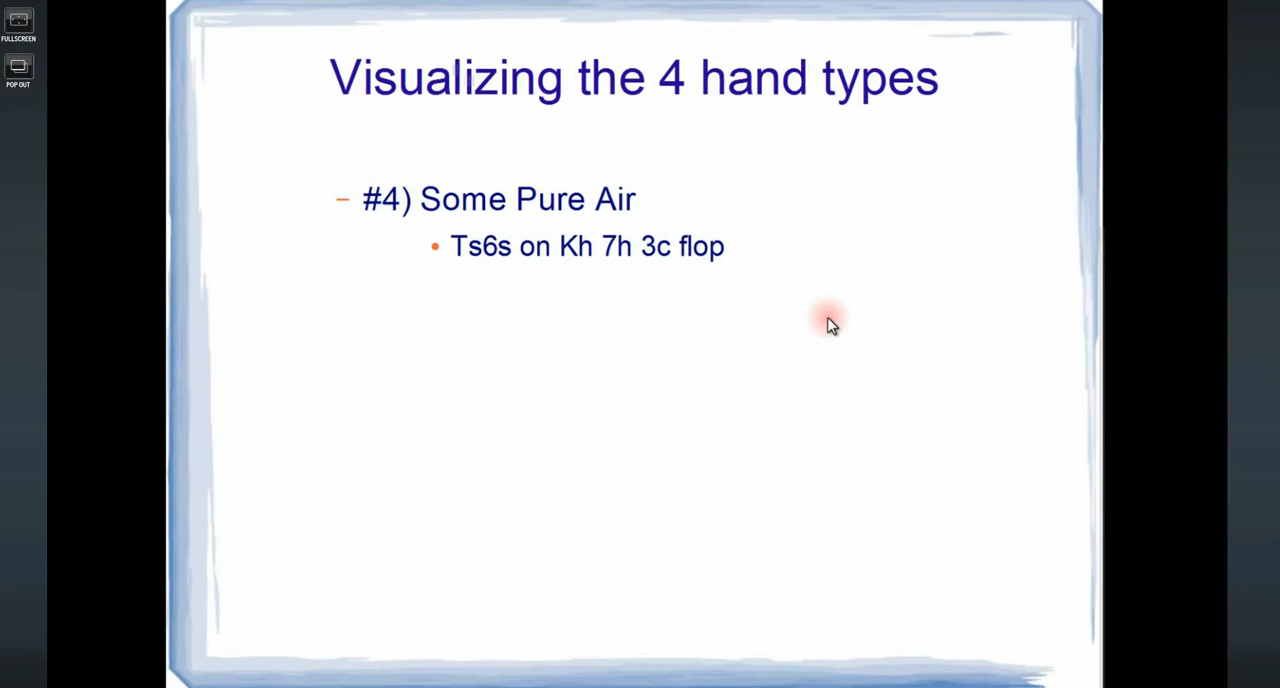 FULLSCREEN
POP OUT
Visualizing the 4 hand types
– #4) Some Pure Air
• Ts6s on Kh 7h 3c flop